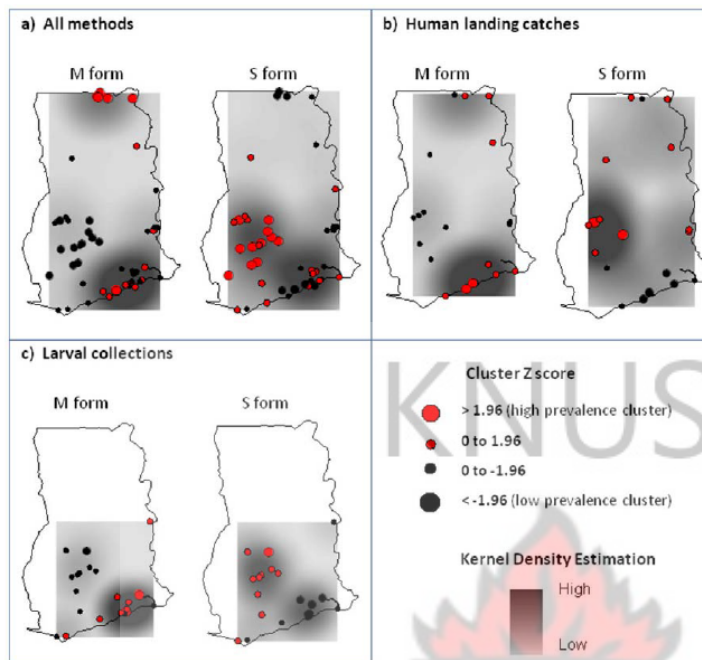 a) All methods
M form
S form
b) Human landing catches
M form
S form
c) Larval collections
M form
S form
KNUS
Cluster Z score
> 1.96 (high prevalence cluster)
0 to 1.96
0 to -1.96
< -1.96 (low prevalence cluster)
Kernel Density Estimation
High
Low